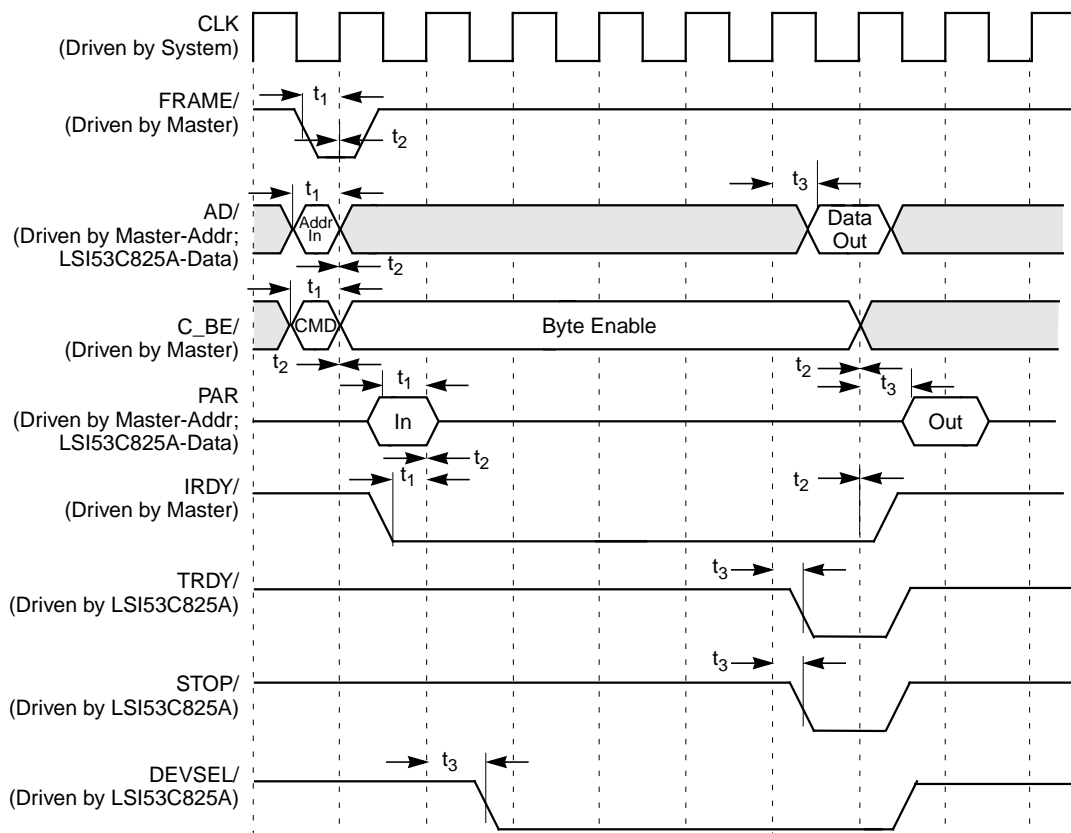 CLK
(Driven by System)
FRAME/
(Driven by Master)
t1
t2
AD/
(Driven by Master-Addr;
LSI53C825A-Data)
t1
Addr
In
t2
t3
Data
Out
C_BE/
(Driven by Master)
t1
CMD
t2
Byte Enable
t2
PAR
(Driven by Master-Addr;
LSI53C825A-Data)
t1
In
t2
t3
Out
IRDY/
(Driven by Master)
t1
t2
TRDY/
(Driven by LSI53C825A)
t3
STOP/
(Driven by LSI53C825A)
t3
DEVSEL/
(Driven by LSI53C825A)
t3